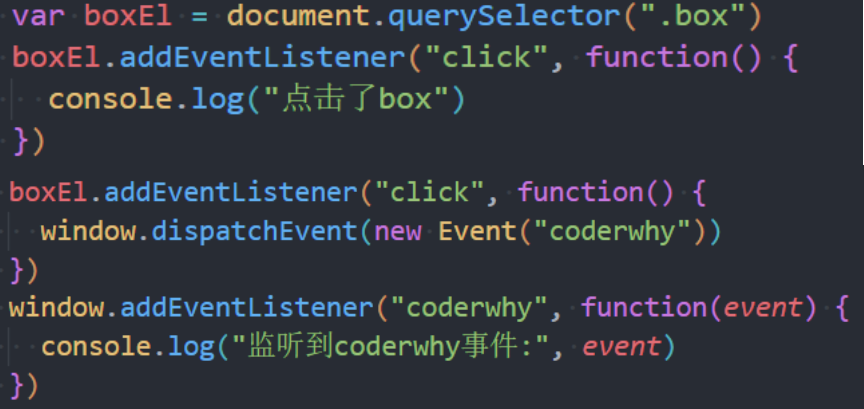 var boxEl = document.querySelector(".box")
boxEl.addEventListener("click", function() {
  console.log("点击了box")
})
boxEl.addEventListener("click", function() {
  window.dispatchEvent(new Event("coderwhy"))
})
window.addEventListener("coderwhy", function(event) {
  console.log("监听到coderwhy事件:", event)
})